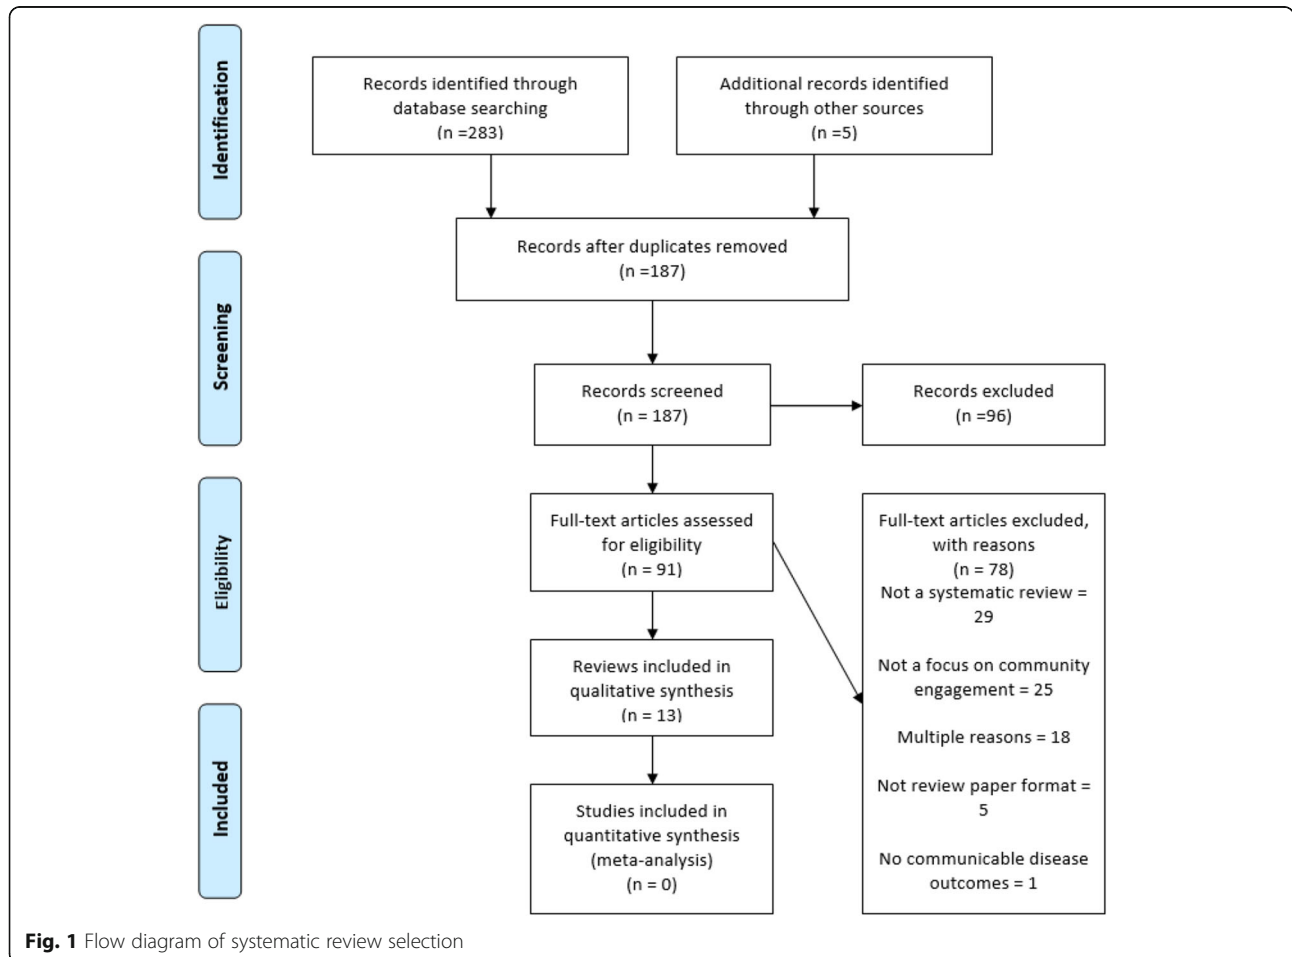 Identification
Records identified through
database searching
(n =283)
Additional records identified
through other sources
(n =5)
Records after duplicates removed
(n =187)
Screening
Records screened
(n = 187)
Records excluded
(n =96)
Eligibility
Full-text articles assessed
for eligibility
(n = 91)
Full-text articles excluded,
with reasons
(n = 78)
Not a systematic review =
29
Not a focus on community
engagement = 25
Multiple reasons = 18
Not review paper format =
5
No communicable disease
outcomes = 1
Reviews included in
qualitative synthesis
(n = 13)
Included
Studies included in
quantitative synthesis
(meta-analysis)
(n = 0)
Fig. 1 Flow diagram of systematic review selection